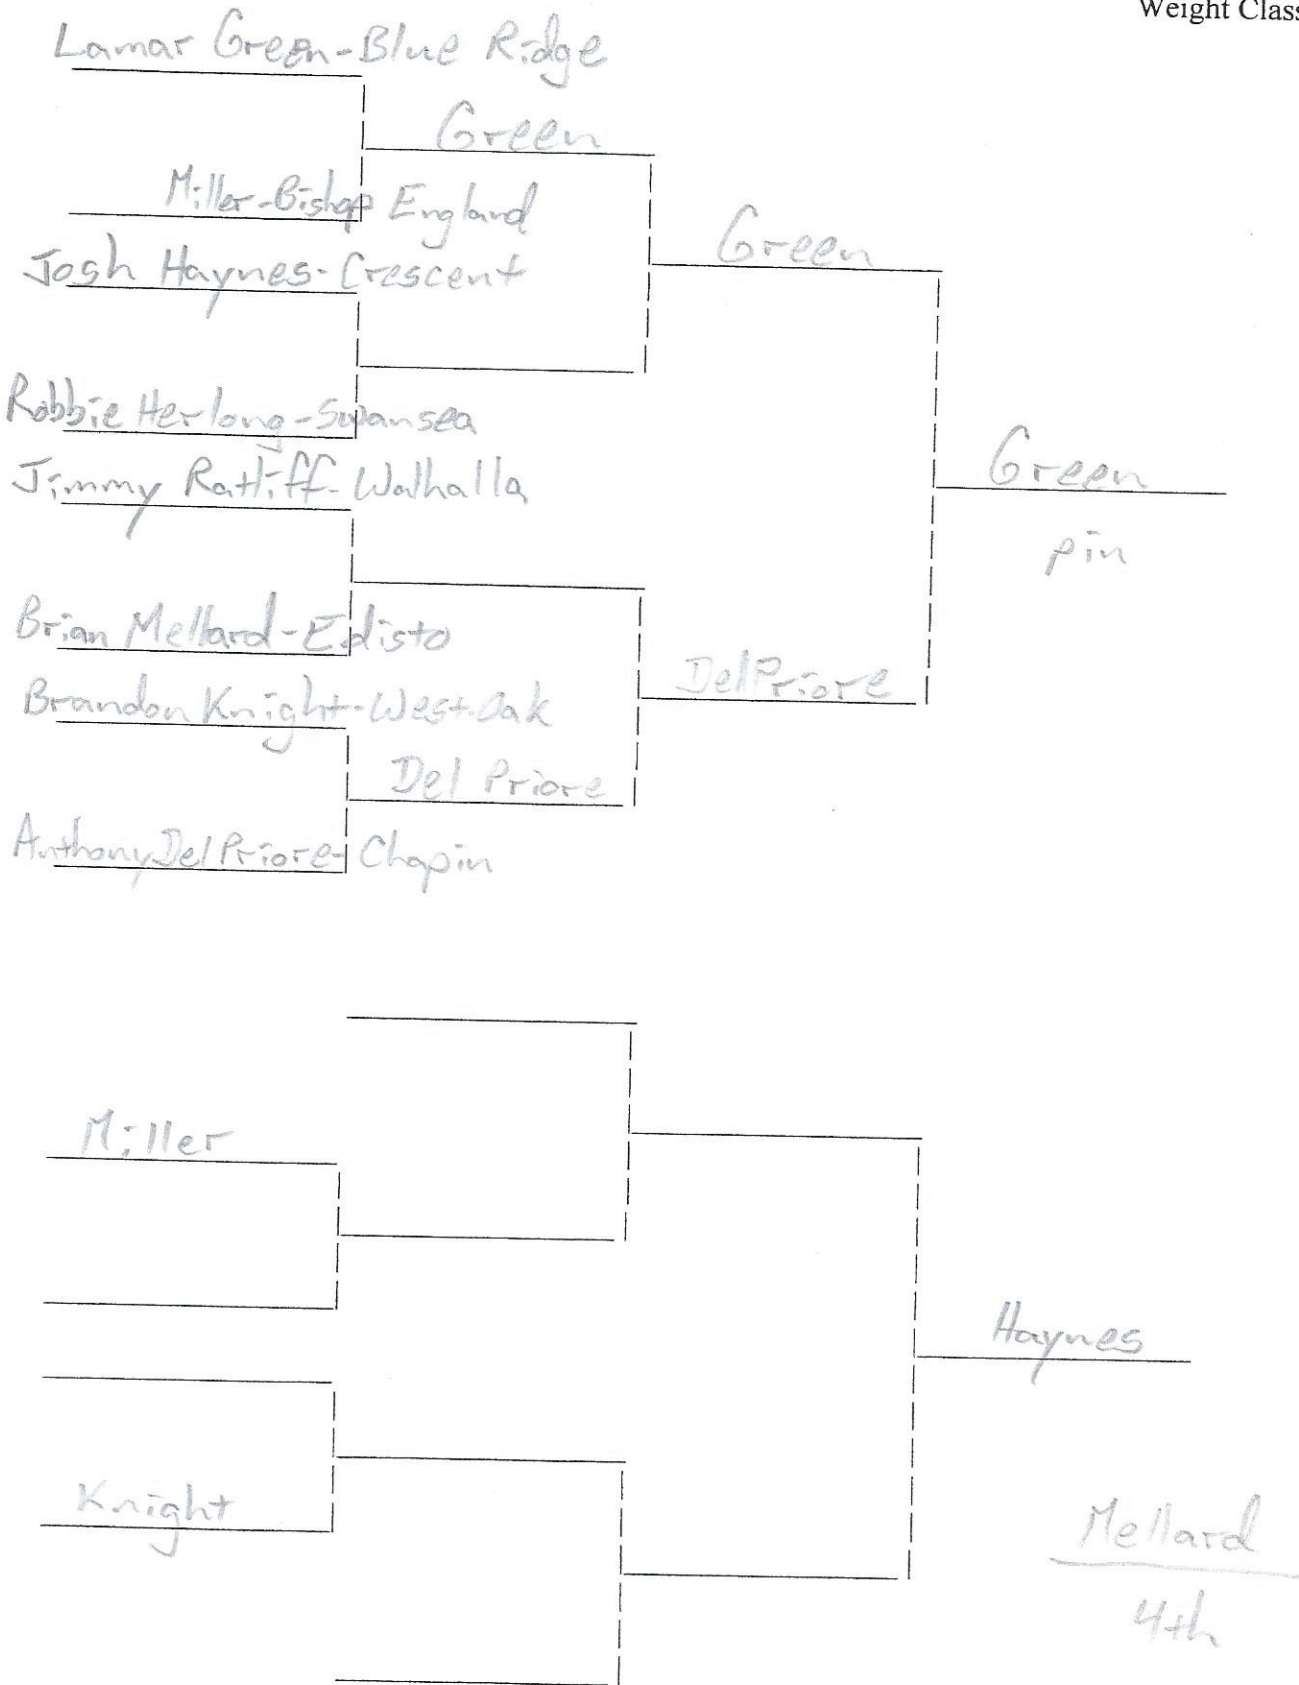 Weight Class
Lamar Green-Blue Ridge
Green
Miller-Bishop England
Green
Josh Haynes-Crescent
Robbie Herlong-Swansea
Green
Jimmy Ratliff-Walhalla
pin
Brian Mellard-Edisto
DelPriore
Brandon Knight-West-Oak
Del Priore
Anthony DelPriore-Chapin
Miller
Haynes
Knight
Mellard
4th